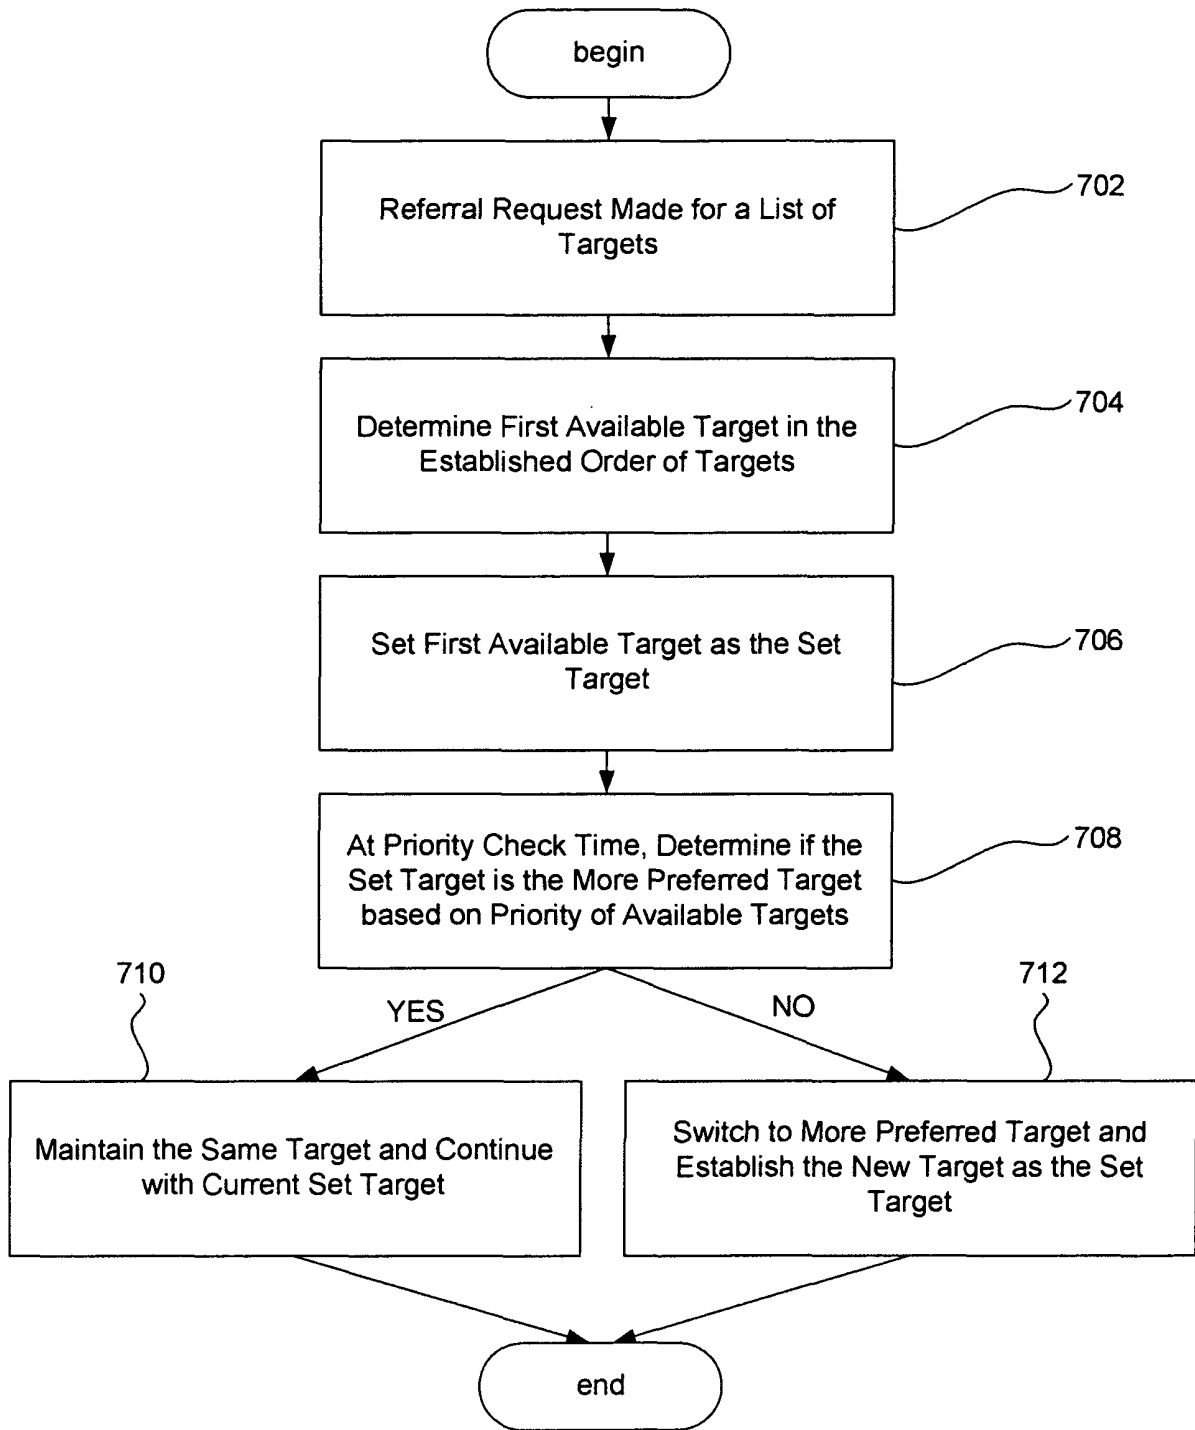 begin
Referral Request Made for a List of
Targets
702
Determine First Available Target in the
Established Order of Targets
704
Set First Available Target as the Set
Target
706
At Priority Check Time, Determine if the
Set Target is the More Preferred Target
based on Priority of Available Targets
708
710
YES
NO
712
Maintain the Same Target and Continue
with Current Set Target
Switch to More Preferred Target and
Establish the New Target as the Set
Target
end